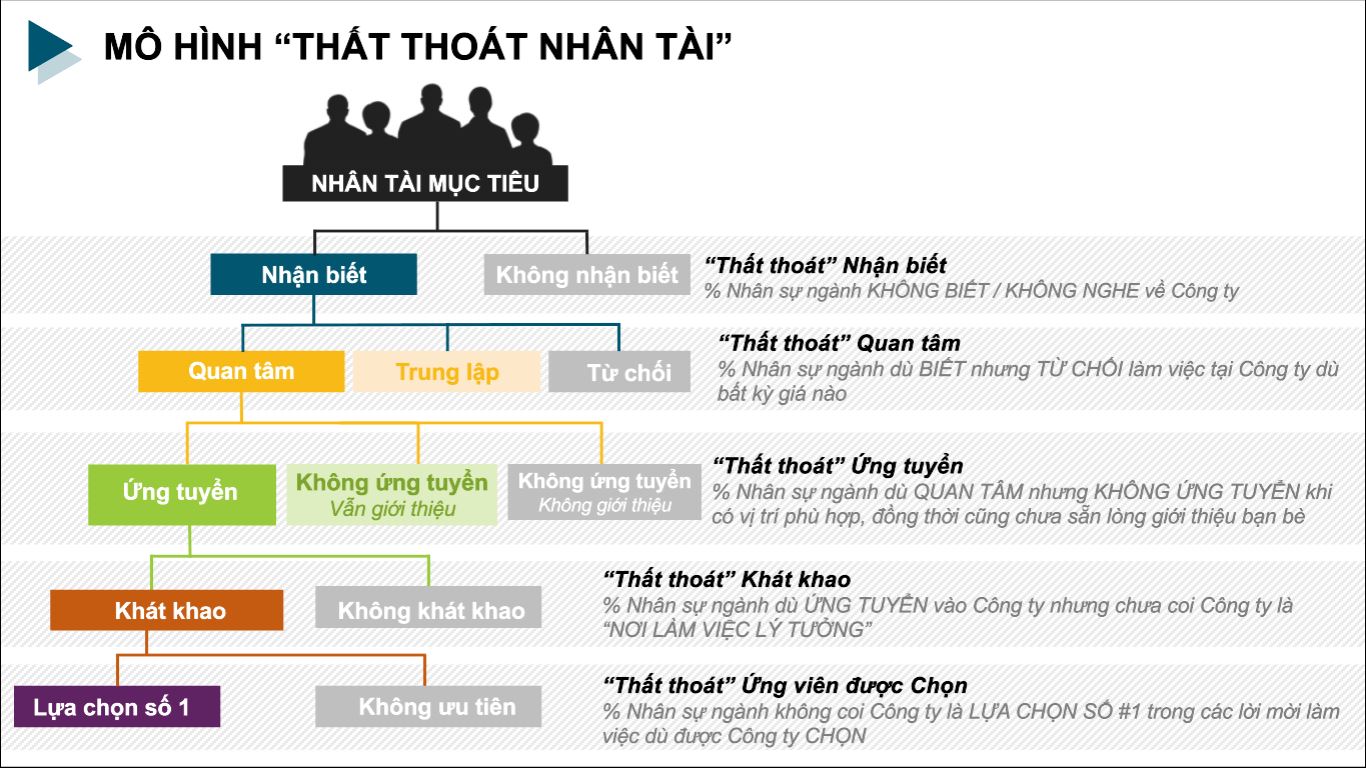 MÔ HÌNH “THẤT THOÁT NHÂN TÀI”
NHÂN TÀI MỤC TIÊU
Nhận biết
Không nhận biết
“Thất thoát” Nhận biết
% Nhân sự ngành KHÔNG BIẾT / KHÔNG NGHE về Công ty
Quan tâm
Trung lập
Từ chối
“Thất thoát” Quan tâm
% Nhân sự ngành dù BIẾT nhưng TỪ CHỐI làm việc tại Công ty dù
bất kỳ giá nào
Ứng tuyển
Không ứng tuyển
Vẫn giới thiệu
Không ứng tuyển
Không giới thiệu
“Thất thoát” Ứng tuyển
% Nhân sự ngành dù QUAN TÂM nhưng KHÔNG ỨNG TUYỂN khi
có vị trí phù hợp, đồng thời cũng chưa sẵn lòng giới thiệu bạn bè
Khát khao
Không khát khao
“Thất thoát” Khát khao
% Nhân sự ngành dù ỨNG TUYỂN vào Công ty nhưng chưa coi Công ty là
“NƠI LÀM VIỆC LÝ TƯỞNG”
Lựa chọn số 1
Không ưu tiên
“Thất thoát” Ứng viên được Chọn
% Nhân sự ngành không coi Công ty là LỰA CHỌN SỐ #1 trong các lời mời làm
việc dù được Công ty CHỌN